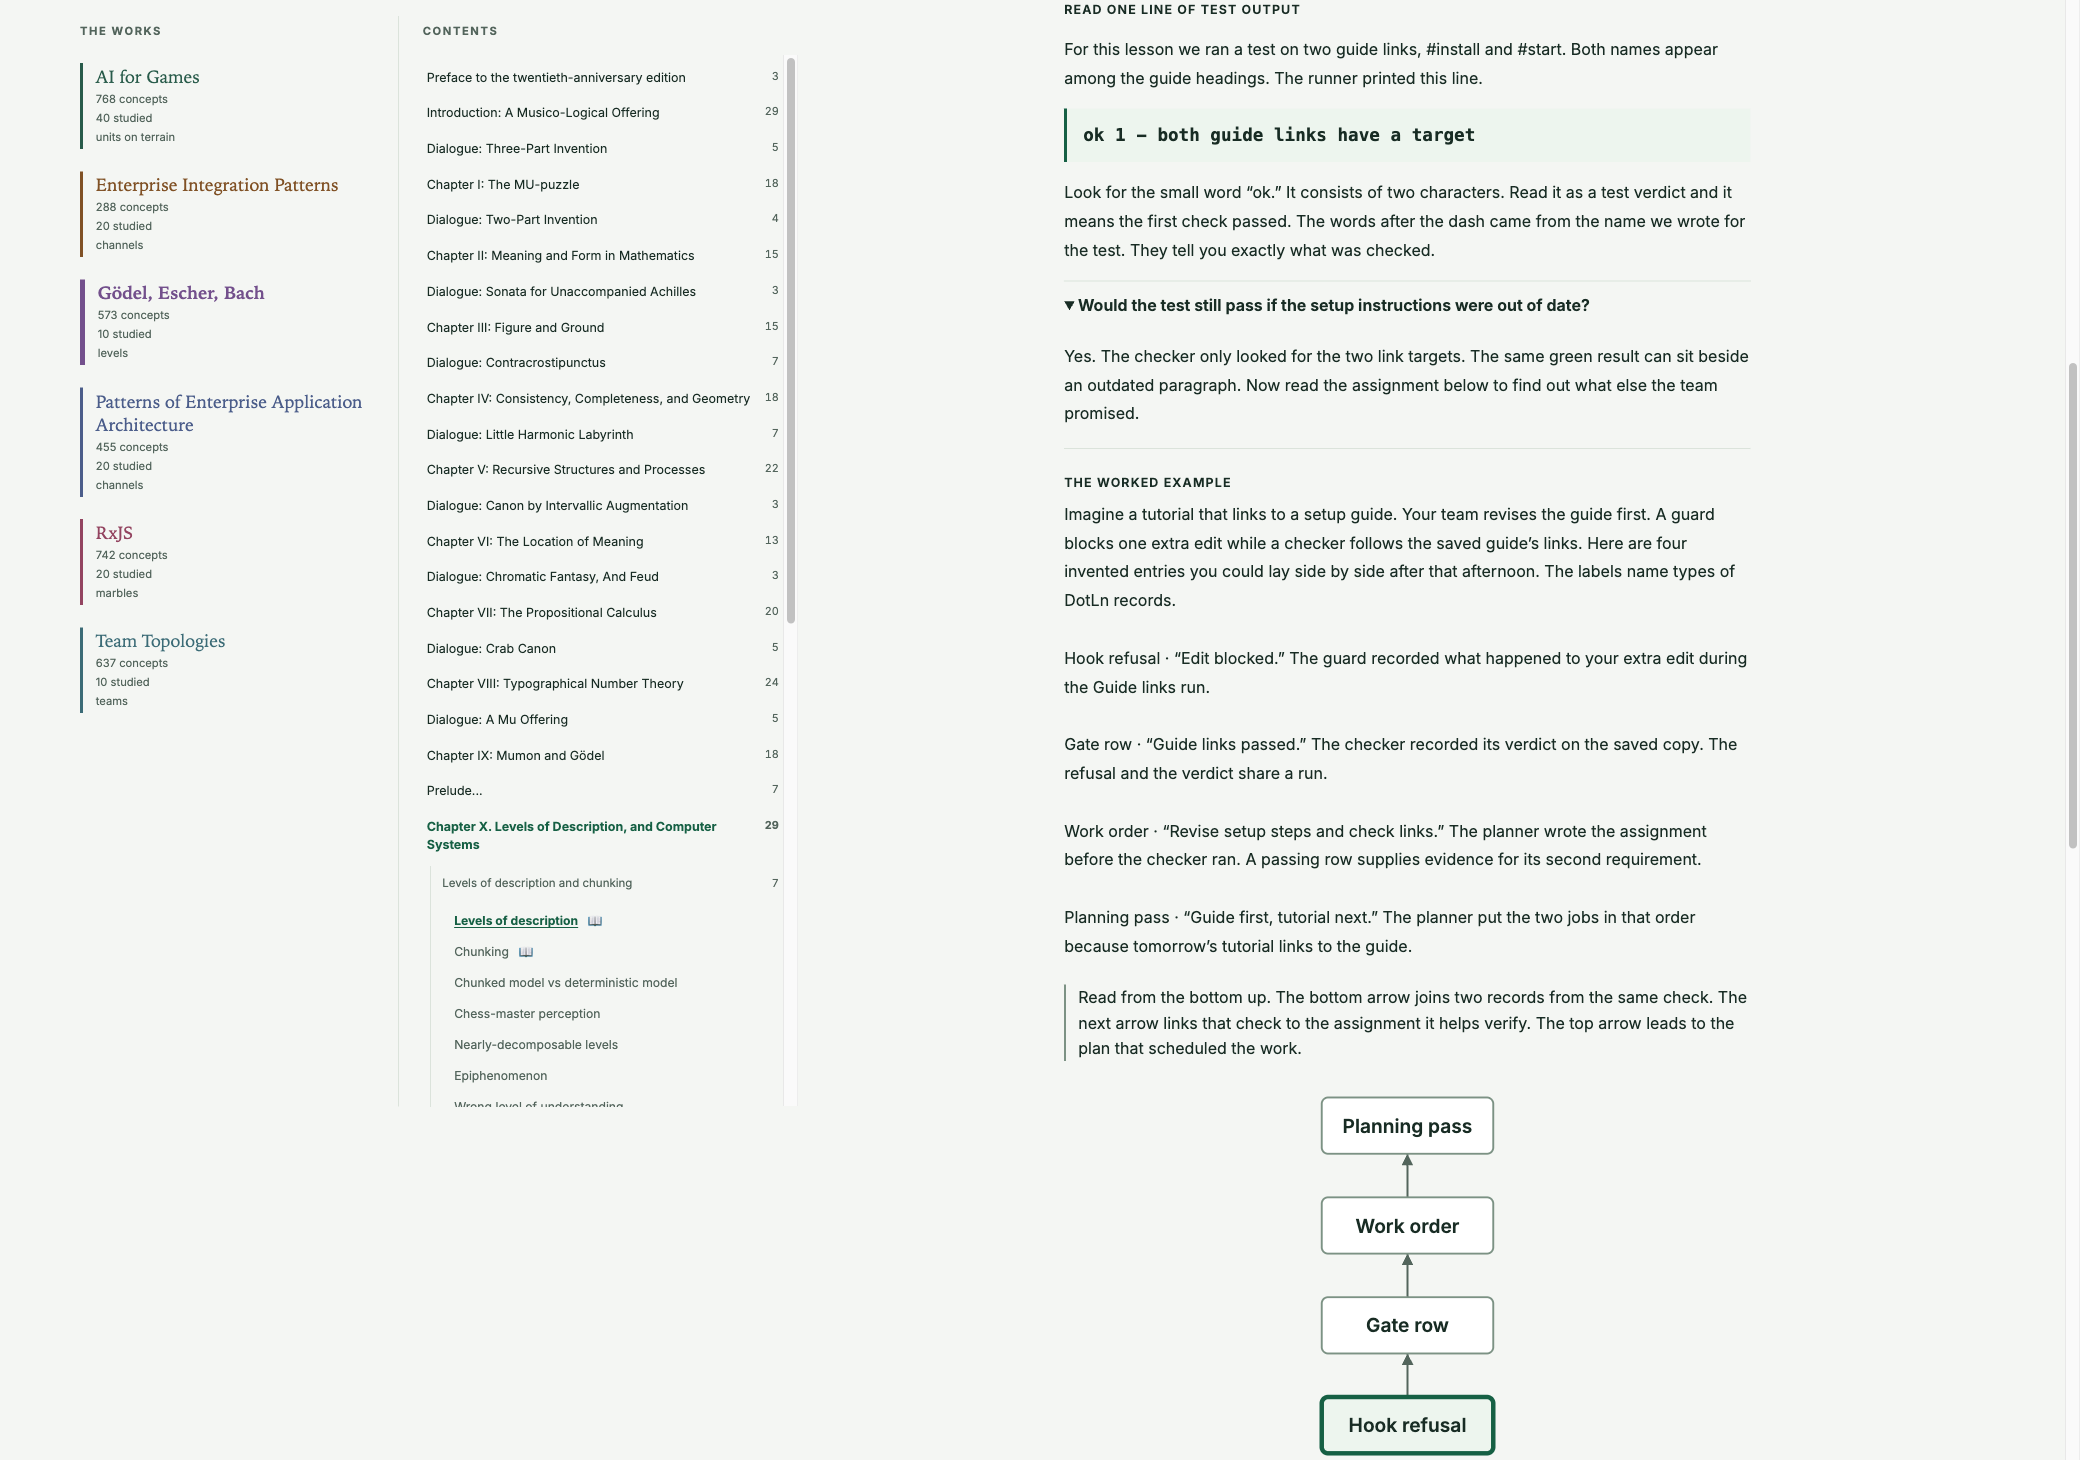 THE WORKS
AI for Games
768 concepts
40 studied
units on terrain
Enterprise Integration Patterns
288 concepts
20 studied
channels
Gödel, Escher, Bach
573 concepts
10 studied
levels
Patterns of Enterprise Application
Architecture
455 concepts
20 studied
channels
RxJS
742 concepts
20 studied
marbles
Team Topologies
637 concepts
10 studied
teams
CONTENTS
Preface to the twentieth-anniversary edition 3
Introduction: A Musico-Logical Offering 29
Dialogue: Three-Part Invention 5
Chapter I: The MU-puzzle 18
Dialogue: Two-Part Invention 4
Chapter II: Meaning and Form in Mathematics 15
Dialogue: Sonata for Unaccompanied Achilles 3
Chapter III: Figure and Ground 15
Dialogue: Contracrostipunctus 7
Chapter IV: Consistency, Completeness, and Geometry 18
Dialogue: Little Harmonic Labyrinth 7
Chapter V: Recursive Structures and Processes 22
Dialogue: Canon by Intervallic Augmentation 3
Chapter VI: The Location of Meaning 13
Dialogue: Chromatic Fantasy, And Feud 3
Chapter VII: The Propositional Calculus 20
Dialogue: Crab Canon 5
Chapter VIII: Typographical Number Theory 24
Dialogue: A Mu Offering 5
Chapter IX: Mumon and Gödel 18
Prelude... 7
Chapter X. Levels of Description, and Computer 29
Systems
Levels of description and chunking 7
Levels of description
Chunking
Chunked model vs deterministic model
Chess-master perception
Nearly-decomposable levels
Epiphenomenon
Wrong level of understanding
READ ONE LINE OF TEST OUTPUT
For this lesson we ran a test on two guide links, #install and #start. Both names appear
among the guide headings. The runner printed this line.
ok 1 – both guide links have a target
Look for the small word “ok.” It consists of two characters. Read it as a test verdict and it
means the first check passed. The words after the dash came from the name we wrote for
the test. They tell you exactly what was checked.
▼ Would the test still pass if the setup instructions were out of date?
Yes. The checker only looked for the two link targets. The same green result can sit beside
an outdated paragraph. Now read the assignment below to find out what else the team
promised.
THE WORKED EXAMPLE
Imagine a tutorial that links to a setup guide. Your team revises the guide first. A guard
blocks one extra edit while a checker follows the saved guide’s links. Here are four
invented entries you could lay side by side after that afternoon. The labels name types of
DotLn records.
Hook refusal · “Edit blocked.” The guard recorded what happened to your extra edit during
the Guide links run.
Gate row · “Guide links passed.” The checker recorded its verdict on the saved copy. The
refusal and the verdict share a run.
Work order · “Revise setup steps and check links.” The planner wrote the assignment
before the checker ran. A passing row supplies evidence for its second requirement.
Planning pass · “Guide first, tutorial next.” The planner put the two jobs in that order
because tomorrow’s tutorial links to the guide.
Read from the bottom up. The bottom arrow joins two records from the same check. The
next arrow links that check to the assignment it helps verify. The top arrow leads to the
plan that scheduled the work.
Planning pass
Work order
Gate row
Hook refusal